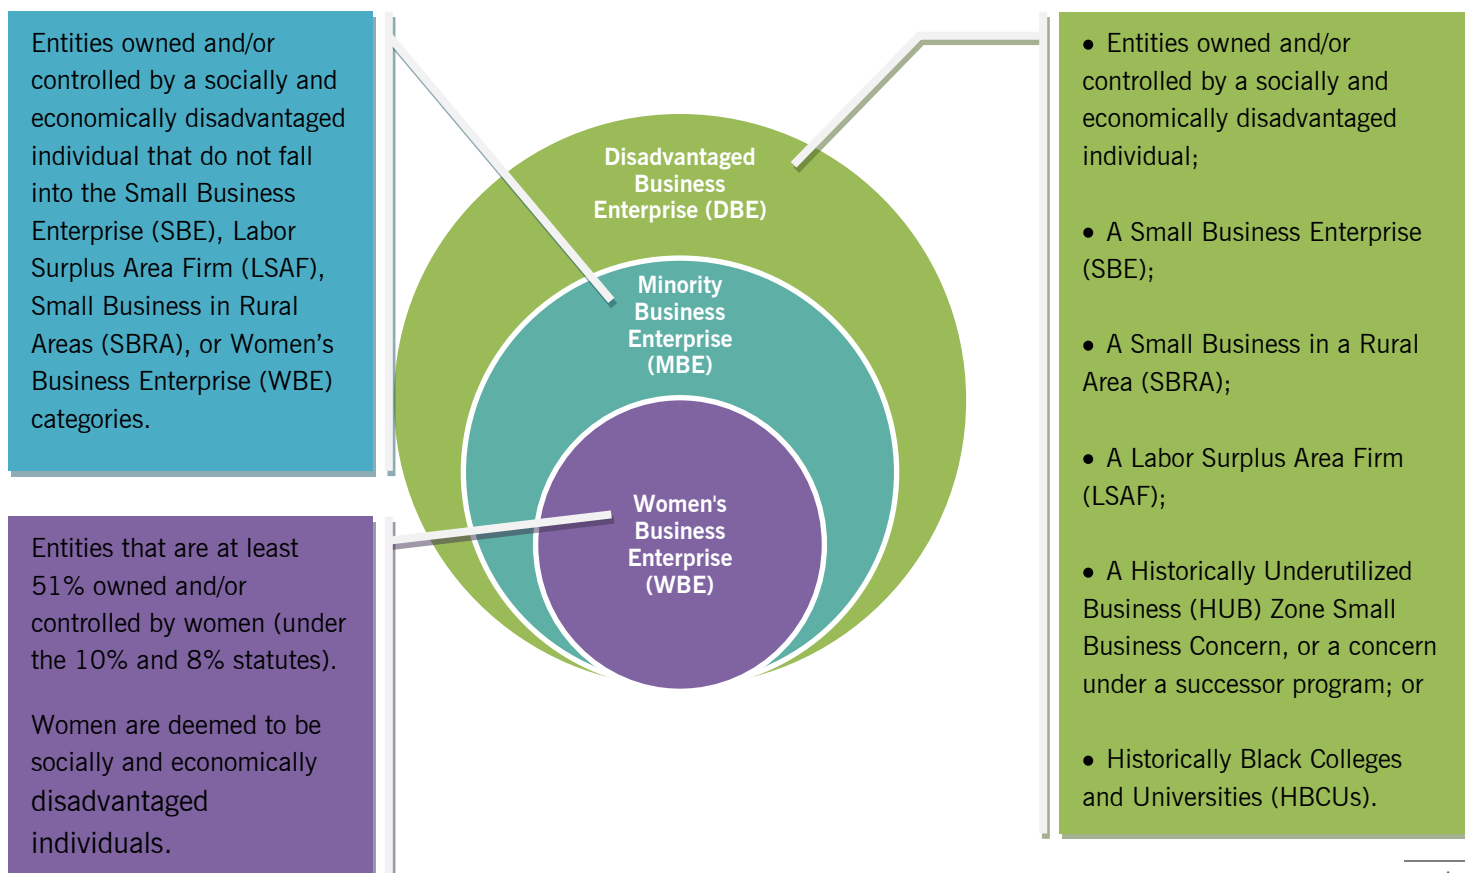 Entities owned and/or
controlled by a socially and
economically disadvantaged
individual that do not fall
into the Small Business
Enterprise (SBE), Labor
Surplus Area Firm (LSAF),
Small Business in Rural
Areas (SBRA), or Women’s
Business Enterprise (WBE)
categories.
Entities that are at least
51% owned and/or
controlled by women (under
the 10% and 8% statutes).
Women are deemed to be
socially and economically
disadvantaged
individuals.
Disadvantaged
Business
Enterprise (DBE)
Minority
Business
Enterprise
(MBE)
Women's
Business
Enterprise
(WBE)
• Entities owned and/or
controlled by a socially and
economically disadvantaged
individual;
• A Small Business Enterprise
(SBE);
• A Small Business in a Rural
Area (SBRA);
• A Labor Surplus Area Firm
(LSAF);
• A Historically Underutilized
Business (HUB) Zone Small
Business Concern, or a concern
under a successor program; or
• Historically Black Colleges
and Universities (HBCUs).